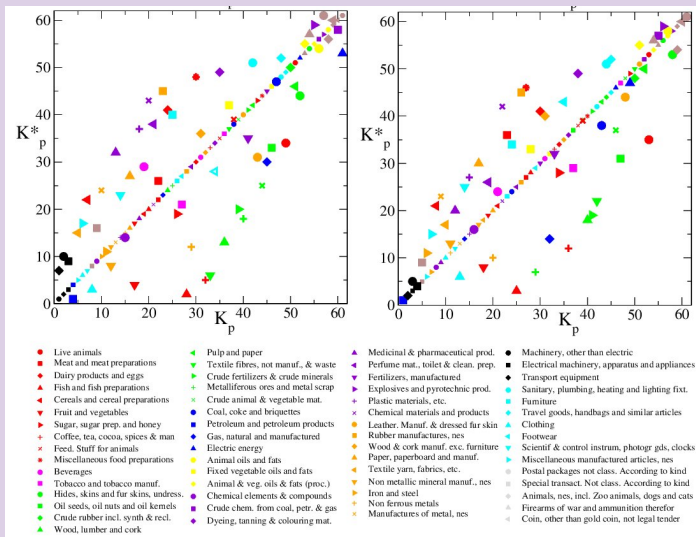 60
50
40
K*p
30
20
10
0
0 10 20 30 40 50 60
Kp
60
50
40
K*p
30
20
10
0
0 10 20 30 40 50 60
Kp
Live animals
Meat and meat preparations
Dairy products and eggs
Fish and fish preparations
Cereals and cereal preparations
Fruit and vegetables
Sugar, sugar prep. and honey
Coffee, tea, cocoa, spices & man
Feed. Stuff for animals
Miscellaneous food preparations
Beverages
Tobacco and tobacco manuf.
Hides, skins and fur skins, undress.
Oil seeds, oil nuts and oil kernels
Crude rubber incl. synth & recl.
Wood, lumber and cork
Pulp and paper
Textile fibres, not manuf., & waste
Crude fertilizers & crude minerals
Metalliferous ores and metal scrap
Crude animal & vegetable mat.
Coal, coke and briquettes
Petroleum and petroleum products
Gas, natural and manufactured
Electric energy
Animal oils and fats
Fixed vegetable oils and fats
Animal & veg. oils & fats (proc.)
Chemical elements & compounds
Crude chem. from coal, petr. & gas
Dyeing, tanning & colouring mat.
Medicinal & pharmaceutical prod.
Perfume mat., toilet & clean. prep.
Fertilizers, manufactured
Explosives and pyrotechnic prod.
Plastic materials, etc.
Chemical materials and products
Leather. Manuf. & dressed fur skin
Rubber manufactures, nes
Wood & cork manuf. exc. furniture
Paper, paperboard and manuf.
Textile yarn, fabrics, etc.
Non metallic mineral manuf., nes
Iron and steel
Non ferrous metals
Manufactures of metal, nes
Machinery, other than electric
Electrical machinery, apparatus and appliances
Transport equipment
Sanitary, plumbing, heating and lighting fixt.
Furniture
Travel goods, handbags and similar articles
Clothing
Footwear
Scientif & control instrum, photogr gds, clocks
Miscellaneous manufactured articles, nes
Postal packages not class. According to kind
Special transact. Not class. According to kind
Animals, nes, incl. Zoo animals, dogs and cats
Firearms of war and ammunition therefor
Coin, other than gold coin, not legal tender